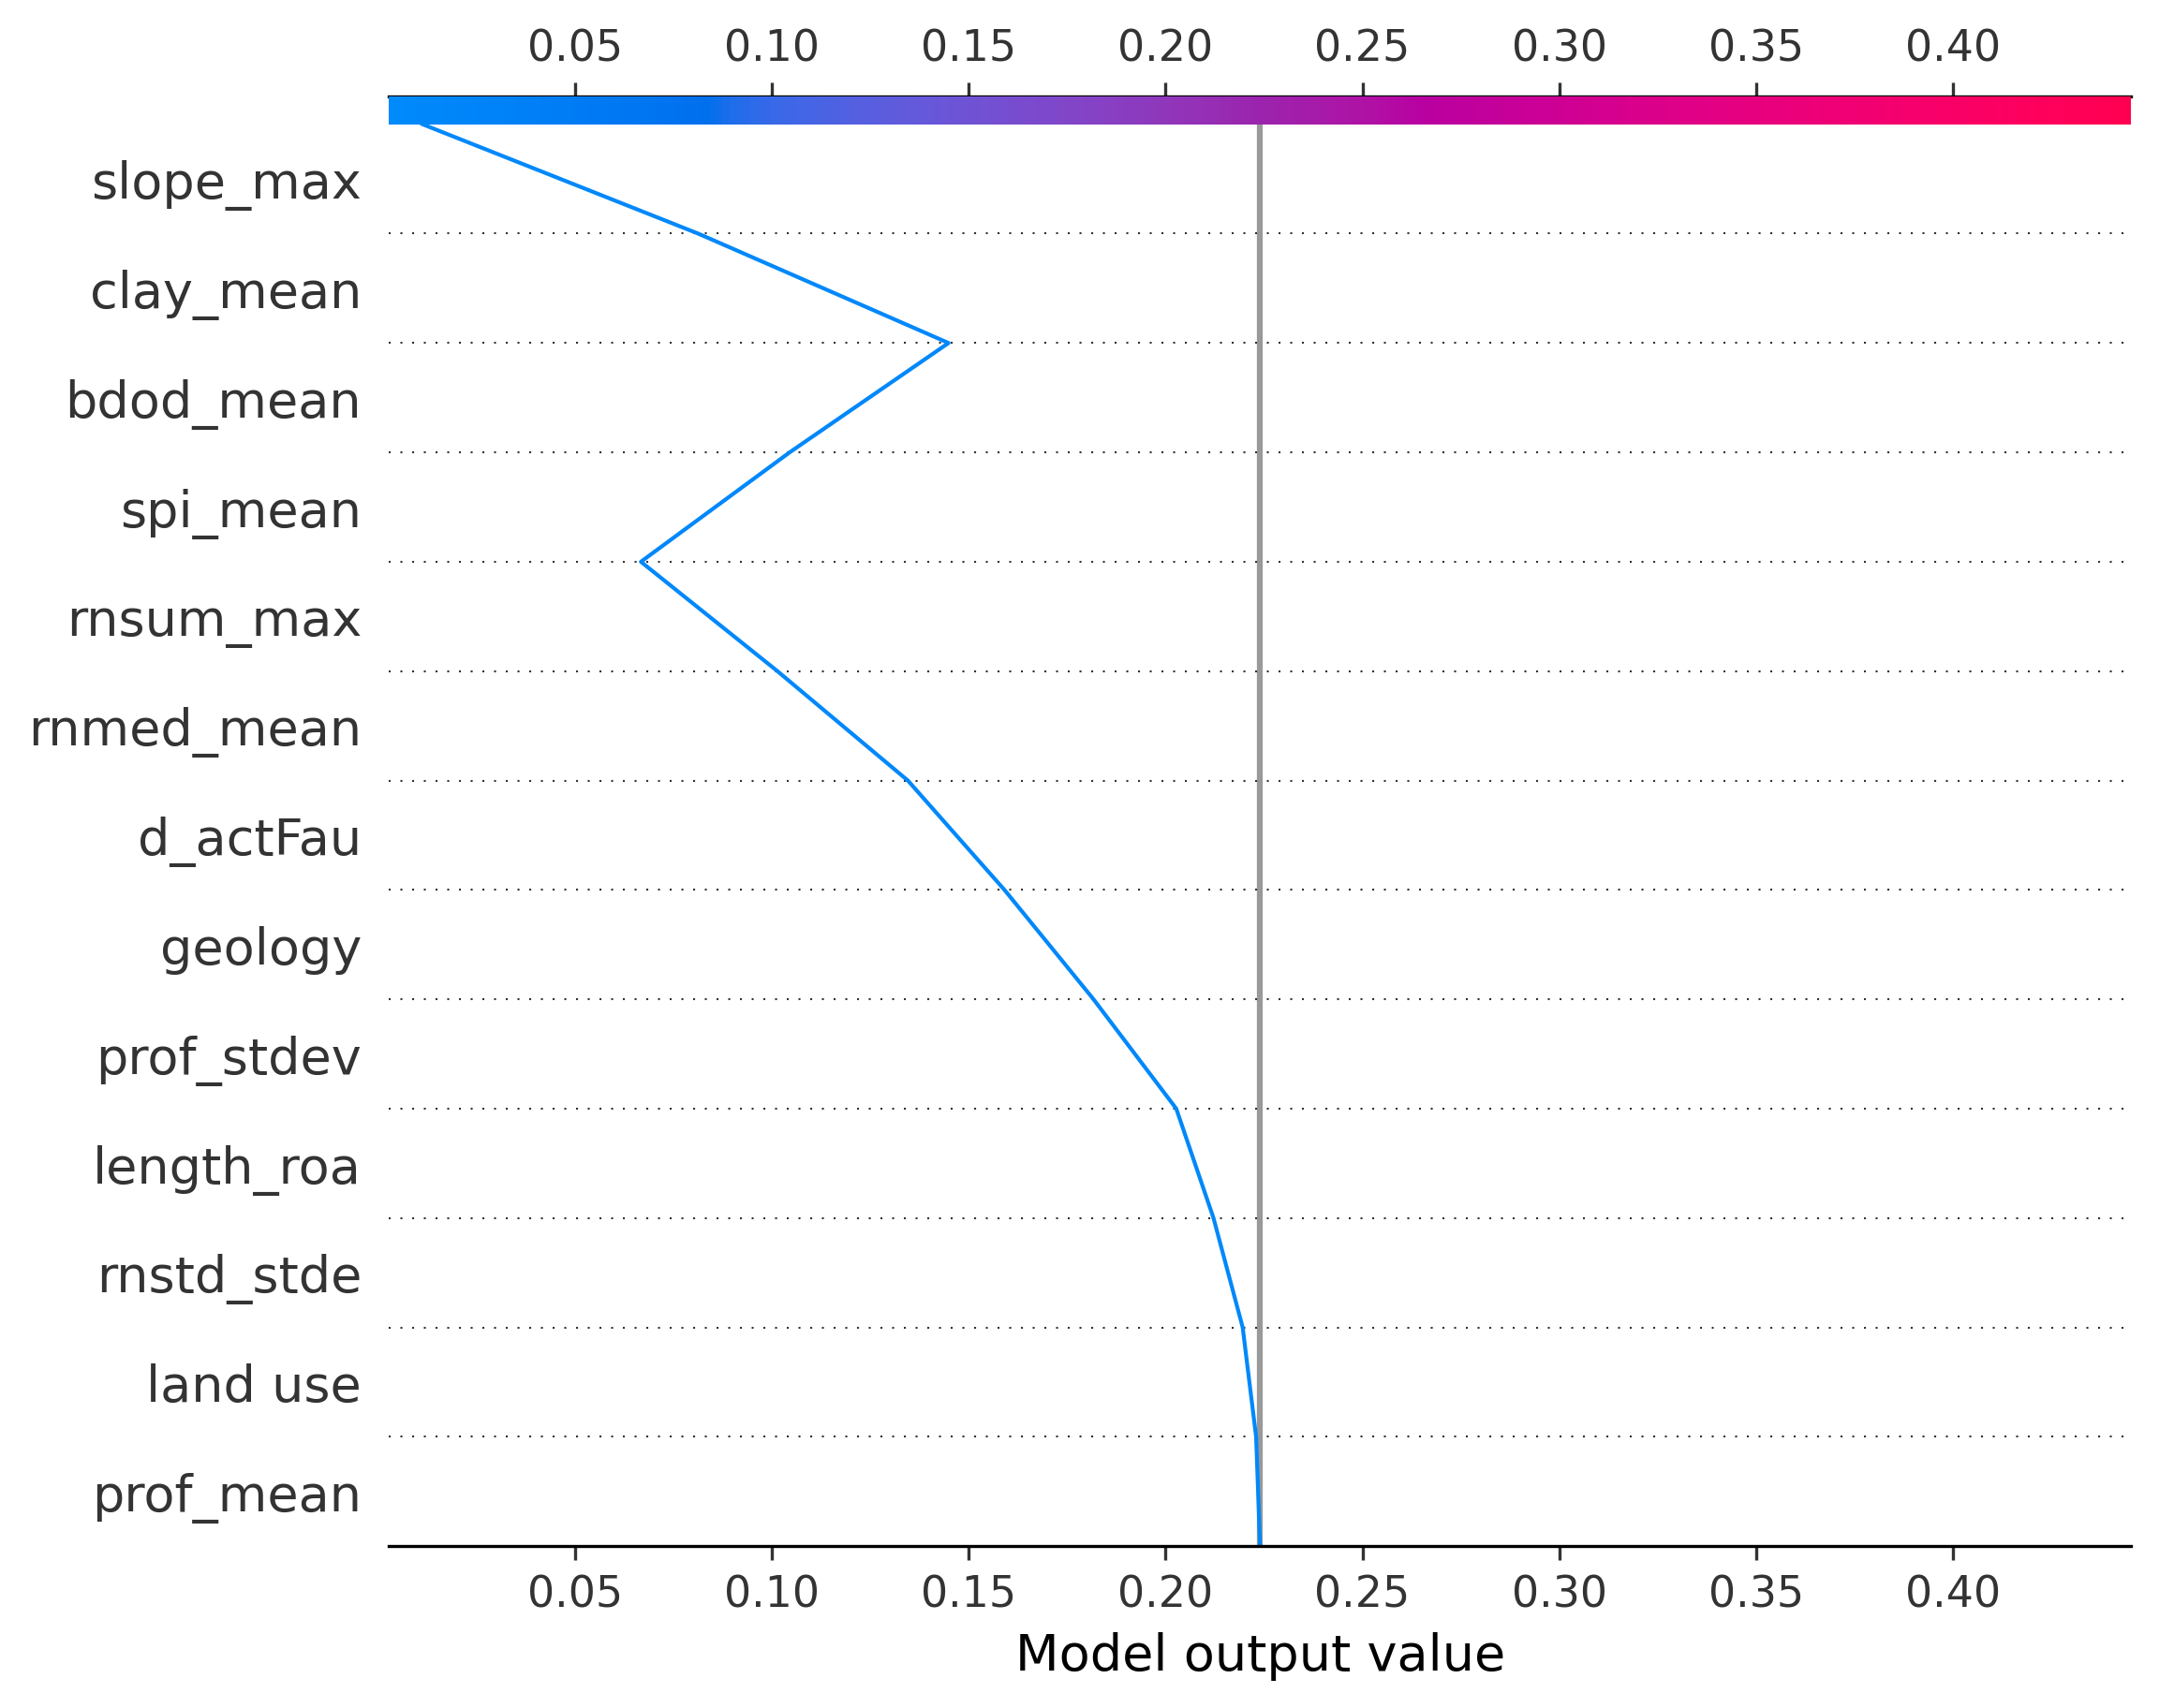 0.05 0.10 0.15 0.20 0.25 0.30 0.35 0.40
slope_max
clay_mean
bdod_mean
spi_mean
rnsum_max
rnmed_mean
d_actFau
geology
prof_stdev
length_roa
rnstd_stde
land use
prof_mean
0.05 0.10 0.15 0.20 0.25 0.30 0.35 0.40
Model output value